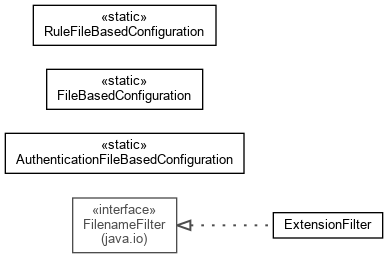 «static»
RuleFileBasedConfiguration
«static»
FileBasedConfiguration
«static»
AuthenticationFileBasedConfiguration
«interface»
FilenameFilter
(java.io)
ExtensionFilter